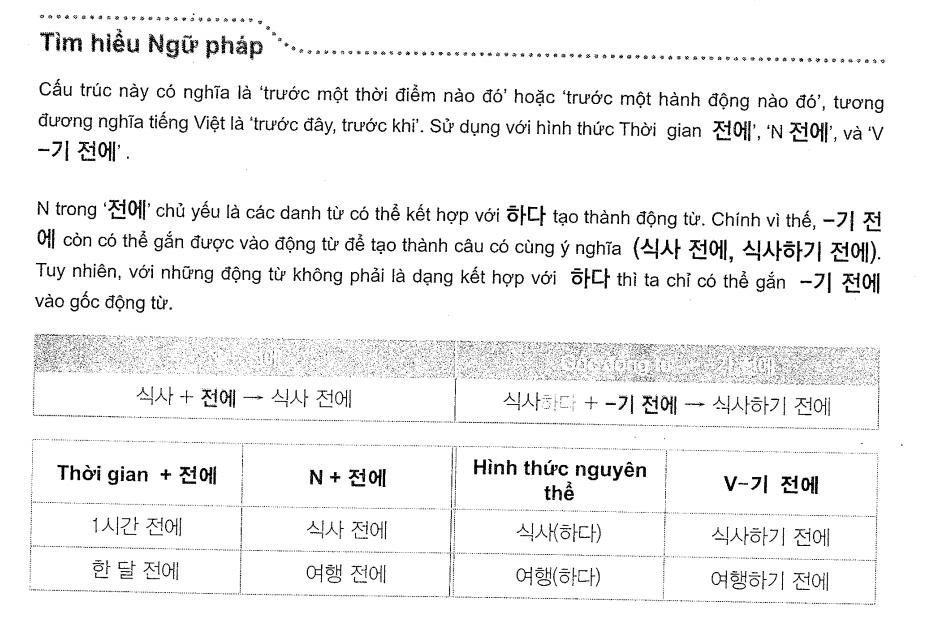 Tìm hiểu Ngữ pháp
Cấu trúc này có nghĩa là ‘trước một thời điểm nào đó’ hoặc ‘trước một hành động nào đó’, tương
đương nghĩa tiếng Việt là ‘trước đây, trước khi’. Sử dụng với hình thức Thời gian 전에’, ‘N 전에’, và ‘V
–기 전에’ .
N trong ‘전에’ chủ yếu là các danh từ có thể kết hợp với 하다 tạo thành động từ. Chính vì thế, –기 전
에 còn có thể gắn được vào động từ để tạo thành câu có cùng ý nghĩa (식사 전에, 식사하기 전에).
Tuy nhiên, với những động từ không phải là dạng kết hợp với 하다 thì ta chỉ có thể gắn –기 전에
vào gốc động từ.
Gốc động từ 기 전에
식사 + 전에 → 식사 전에 식사하다 + –기 전에 → 식사하기 전에
Thời gian + 전에 N + 전에 Hình thức nguyên thể V–기 전에
1시간 전에 식사 전에 식사(하다) 식사하기 전에
한 달 전에 여행 전에 여행(하다) 여행하기 전에